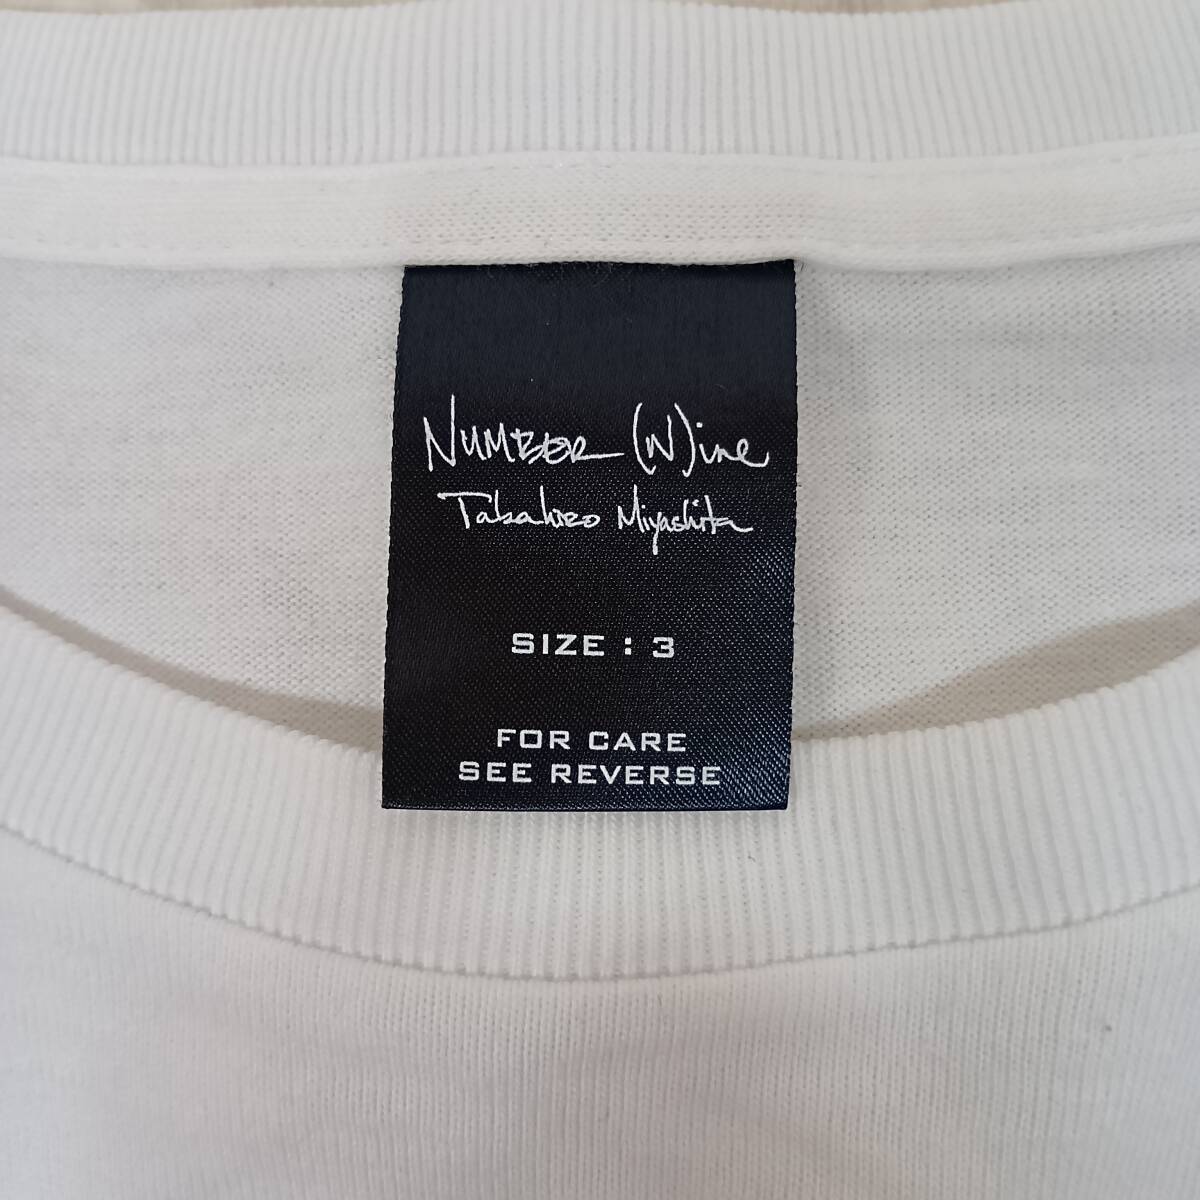 NUMBER (N)ine
Takahiro Miyashita
SIZE : 3
FOR CARE
SEE REVERSE